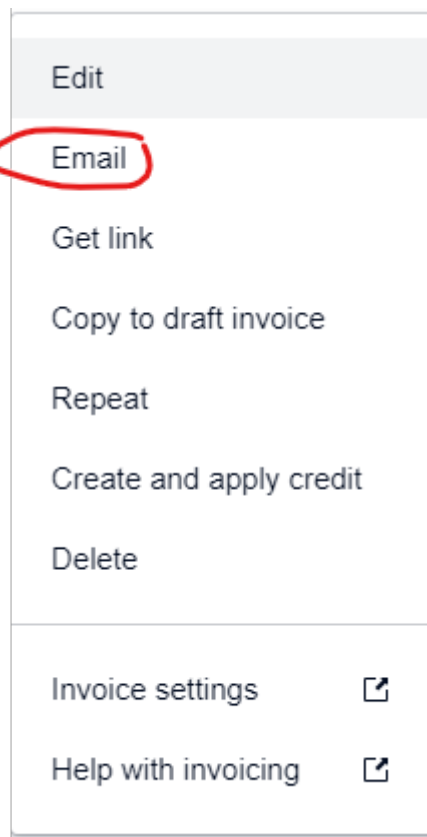 Edit
Email
Get link
Copy to draft invoice
Repeat
Create and apply credit
Delete
Invoice settings
Help with invoicing